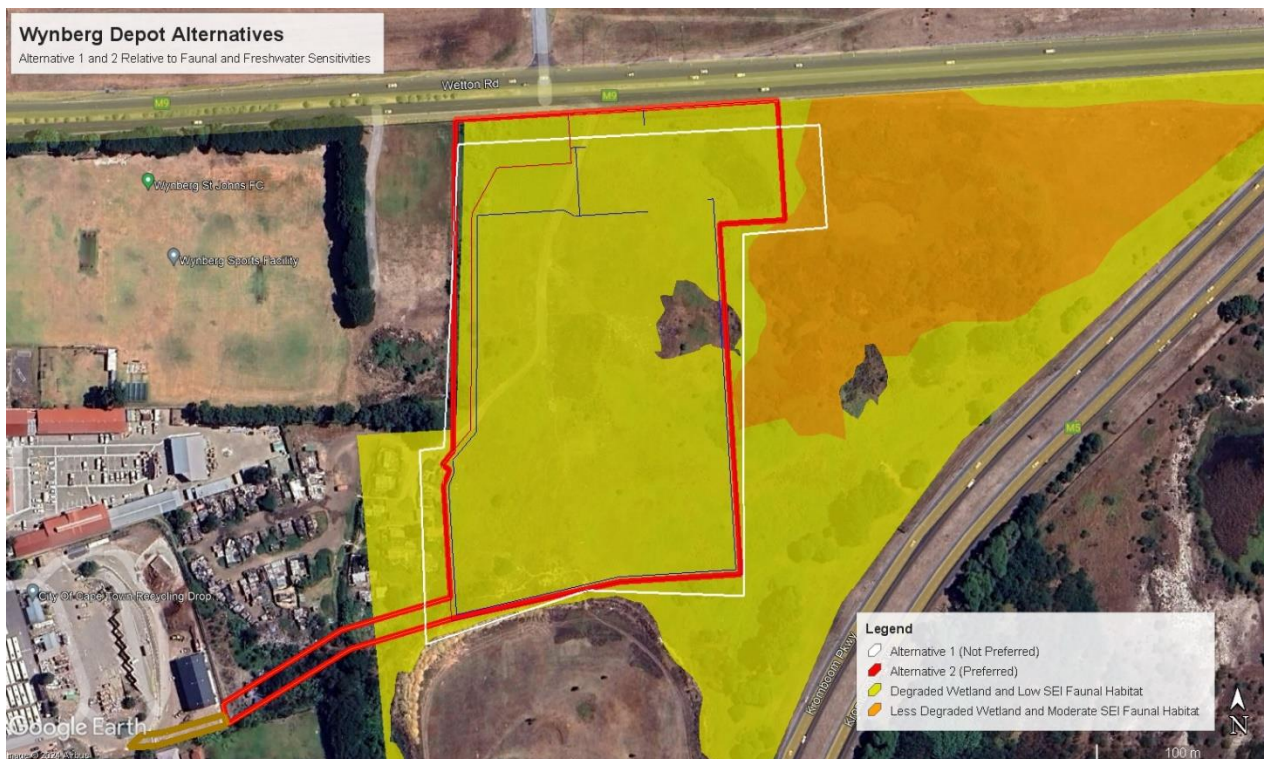 Wynberg Depot Alternatives
Alternative 1 and 2 Relative to Faunal and Freshwater Sensitivities
Wetton Rd
M9
M9
Wynberg St Johns FC
Wynberg Sports Facility
M5
City Of Cape Town Recycling Drop
Kromboom Pkwy
Legend
Alternative 1 (Not Preferred)
Alternative 2 (Preferred)
Degraded Wetland and Low SEI Faunal Habitat
Less Degraded Wetland and Moderate SEI Faunal Habitat
Google Earth
N
100 m